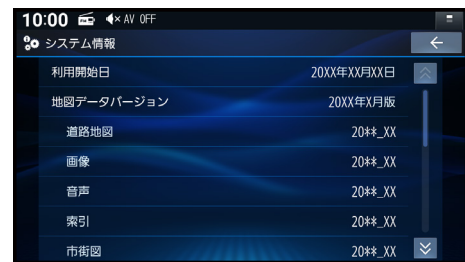 10:00 AV OFF
システム情報
利用開始日 20XX年XX月XX日
地図データバージョン 20XX年X月版
道路地図 20**_XX
画像 20**_XX
音声 20**_XX
索引 20**_XX
市街図 20**_XX